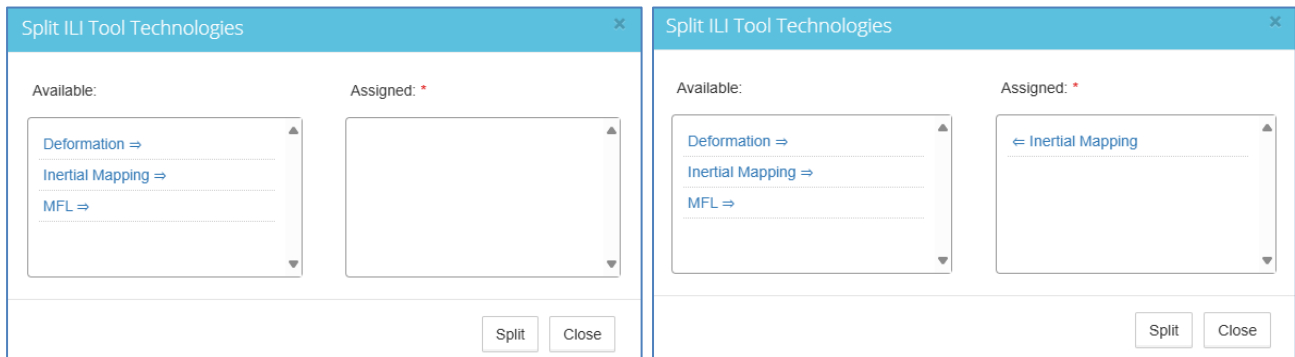 Split ILI Tool Technologies ×
Available: Assigned: *
Deformation ⇒
Inertial Mapping ⇒
MFL ⇒
Split Close
Split ILI Tool Technologies ×
Available: Assigned: *
Deformation ⇒ ⇐ Inertial Mapping
Inertial Mapping ⇒
MFL ⇒
Split Close